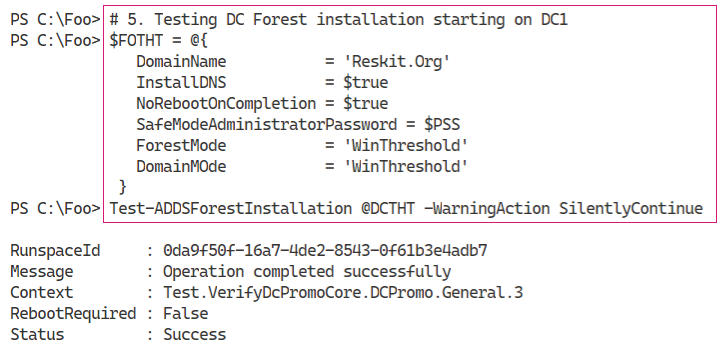 PS C:\Foo> # 5. Testing DC Forest installation starting on DC1
PS C:\Foo> $FOTHT = @{
DomainName = 'Reskit.Org'
InstallDNS = $true
NoRebootOnCompletion = $true
SafeModeAdministratorPassword = $PSS
ForestMode = 'WinThreshold'
DomainMOde = 'WinThreshold'
}
PS C:\Foo> Test-ADDSForestInstallation @DCTHT -WarningAction SilentlyContinue
RunspaceId : 0da9f50f-16a7-4de2-8543-0f61b3e4adb7
Message : Operation completed successfully
Context : Test.VerifyDcPromoCore.DCPromo.General.3
RebootRequired : False
Status : Success